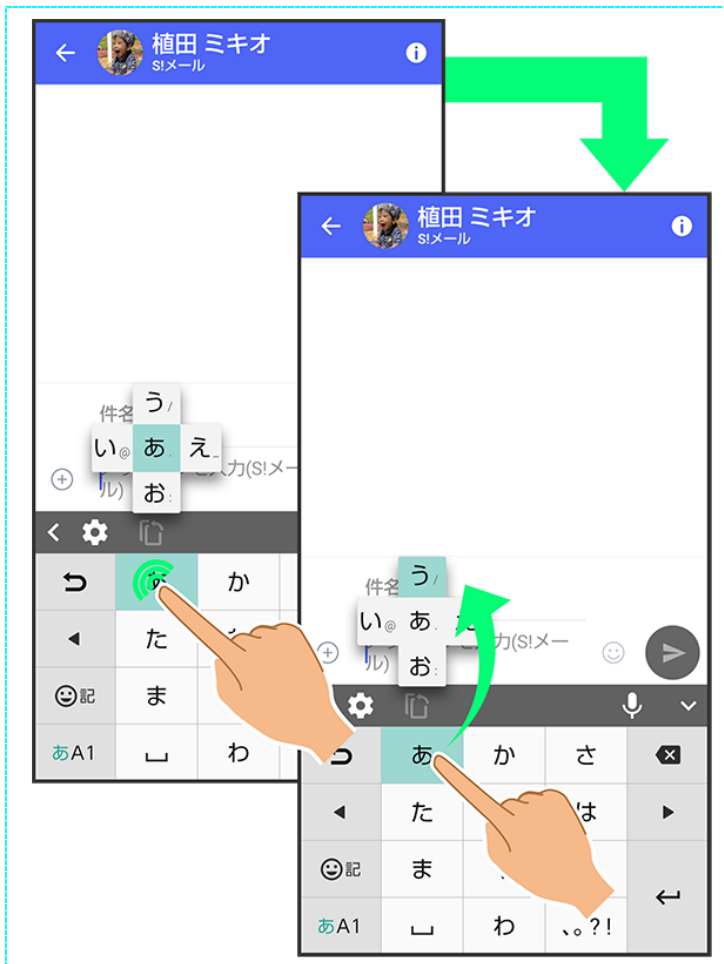 植田 ミキオ
S!メール
う/
件名
い@ あ. え_
入力(S!メー
ル)
お:
か
た
記 ま
あA1 わ
植田 ミキオ
S!メール
う/
件名
い@ あ.
入力(S!メー
ル)
お:
あ か さ
た は
記 ま
あA1 わ 、。?!